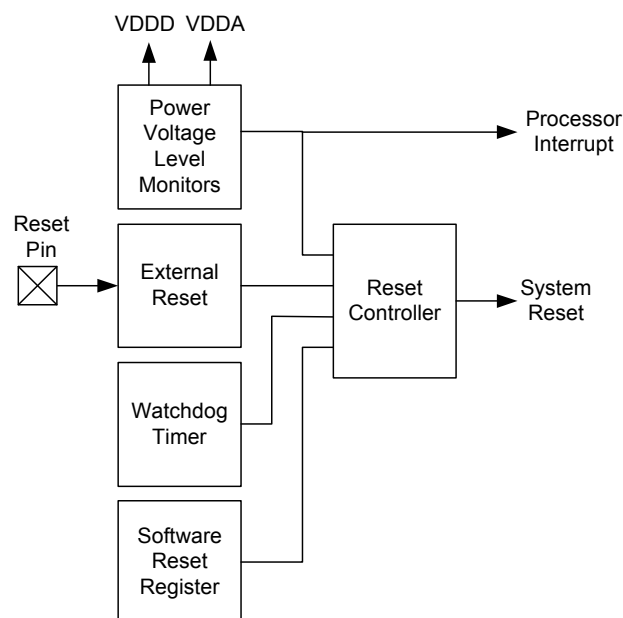 VDDD VDDA
Power
Voltage
Level
Monitors
Processor
Interrupt
Reset
Pin
External
Reset
Reset
Controller
System
Reset
Watchdog
Timer
Software
Reset
Register